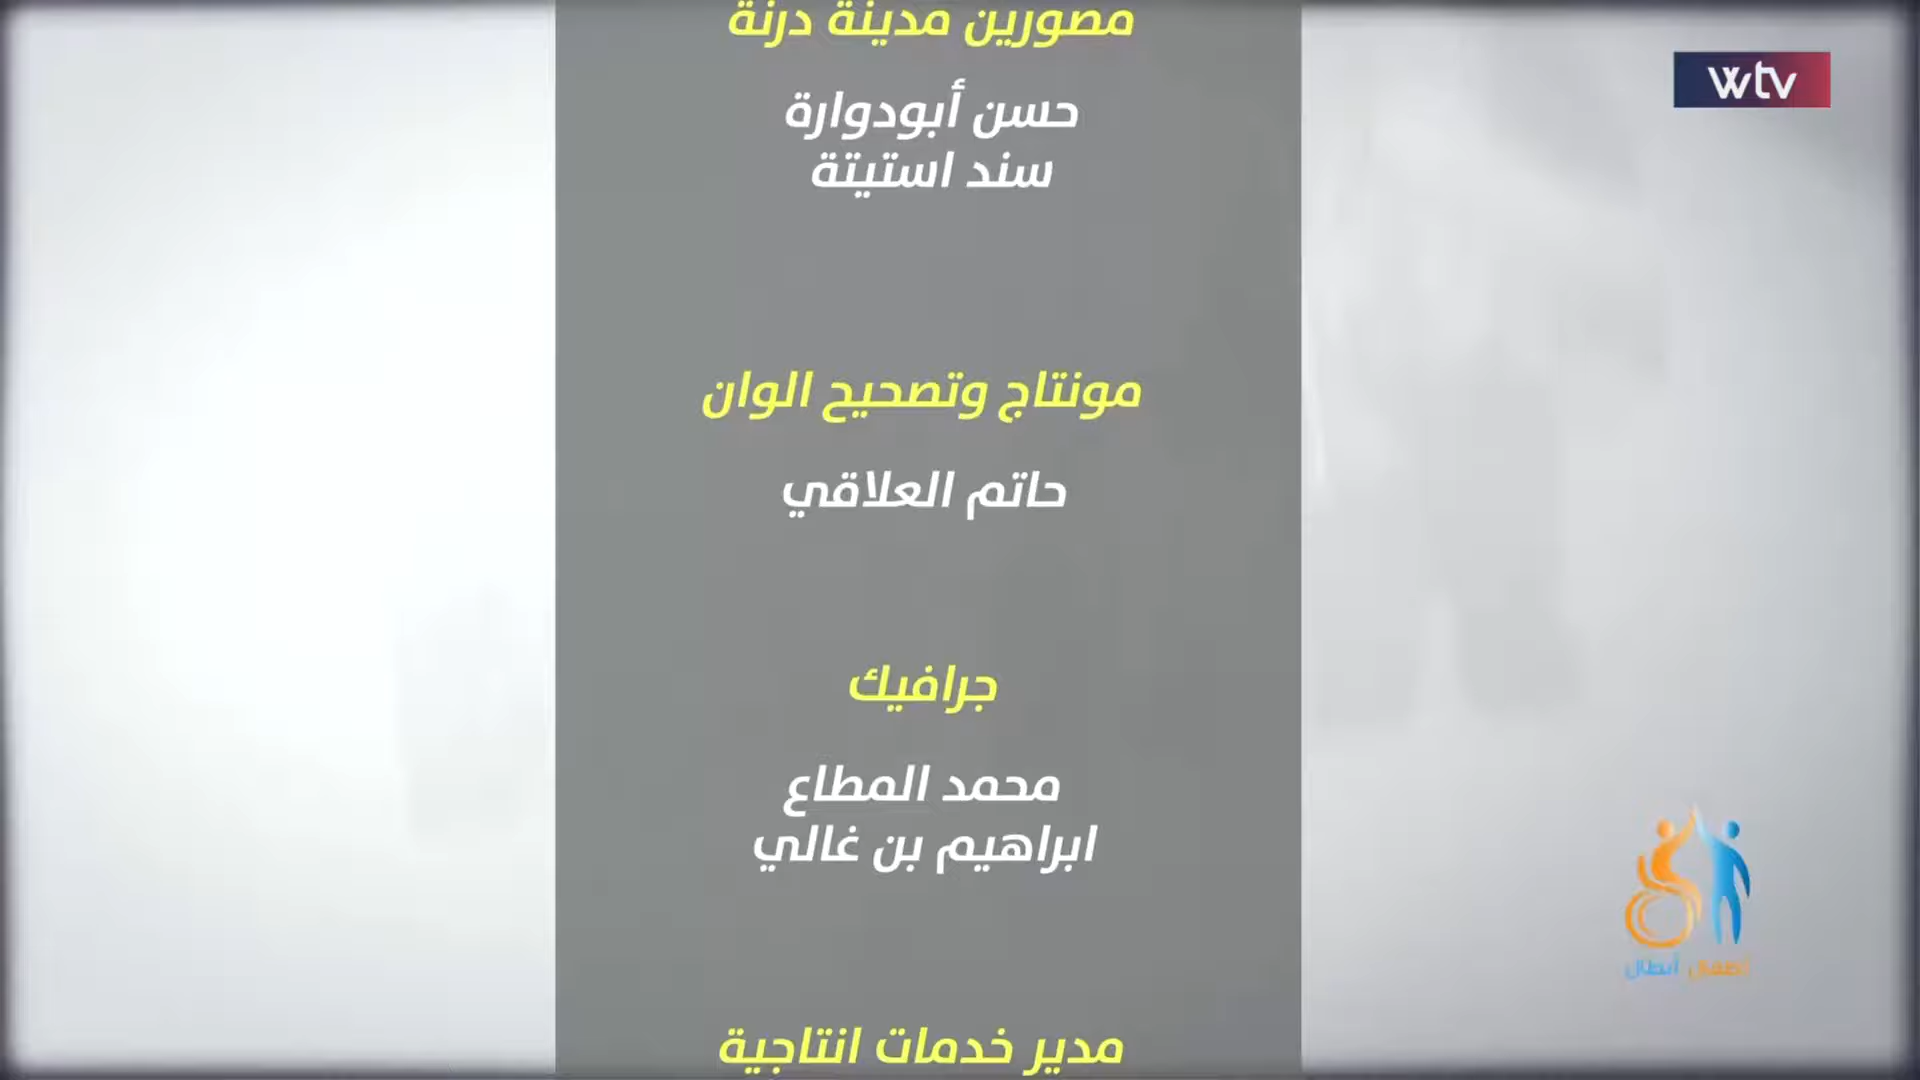 مصورين مدينة درنة
wtv
حسن أبودوارة
سند استيتة
مونتاج وتصحيح الوان
حاتم العلاقي
جرافيك
محمد المطاع
ابراهيم بن غالي
أبطال
مدير خدمات انتاجية